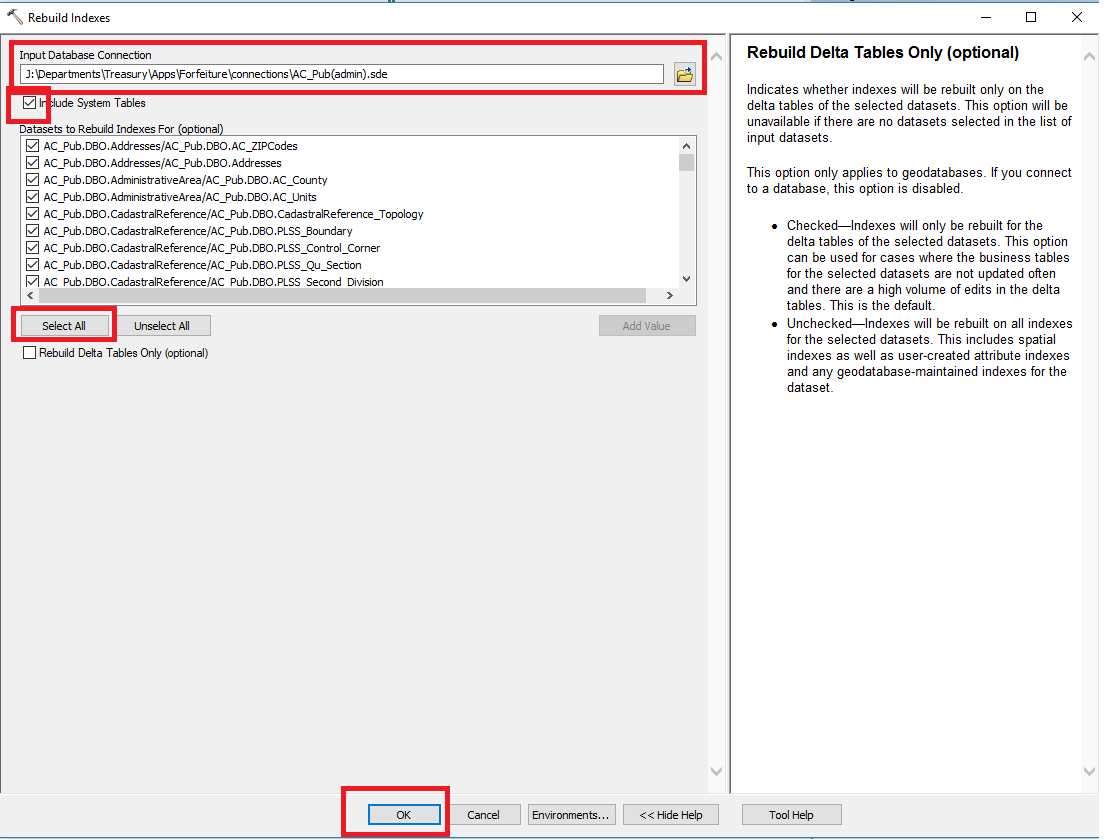 Rebuild Indexes
Input Database Connection
J:\Departments\Treasury\Apps\Forfeiture\connections\AC_Pub(admin).sde
Include System Tables
Datasets to Rebuild Indexes For (optional)
AC_Pub.DBO.Addresses/AC_Pub.DBO.AC_ZIPCodes
AC_Pub.DBO.Addresses/AC_Pub.DBO.Addresses
AC_Pub.DBO.AdministrativeArea/AC_Pub.DBO.AC_County
AC_Pub.DBO.AdministrativeArea/AC_Pub.DBO.AC_Units
AC_Pub.DBO.CadastralReference/AC_Pub.DBO.CadastralReference_Topology
AC_Pub.DBO.CadastralReference/AC_Pub.DBO.PLSS_Boundary
AC_Pub.DBO.CadastralReference/AC_Pub.DBO.PLSS_Control_Corner
AC_Pub.DBO.CadastralReference/AC_Pub.DBO.PLSS_Qu_Section
AC_Pub.DBO.CadastralReference/AC_Pub.DBO.PLSS_Second_Division
Select All
Unselect All
Add Value
Rebuild Delta Tables Only (optional)
Rebuild Delta Tables Only (optional)
Indicates whether indexes will be rebuilt only on the
delta tables of the selected datasets. This option will be
unavailable if there are no datasets selected in the list of
input datasets.
This option only applies to geodatabases. If you connect
to a database, this option is disabled.
• Checked—Indexes will only be rebuilt for the
delta tables of the selected datasets. This option
can be used for cases where the business tables
for the selected datasets are not updated often
and there are a high volume of edits in the delta
tables. This is the default.
• Unchecked—Indexes will be rebuilt on all indexes
for the selected datasets. This includes spatial
indexes as well as user-created attribute indexes
and any geodatabase-maintained indexes for the
dataset.
OK
Cancel
Environments...
<< Hide Help
Tool Help